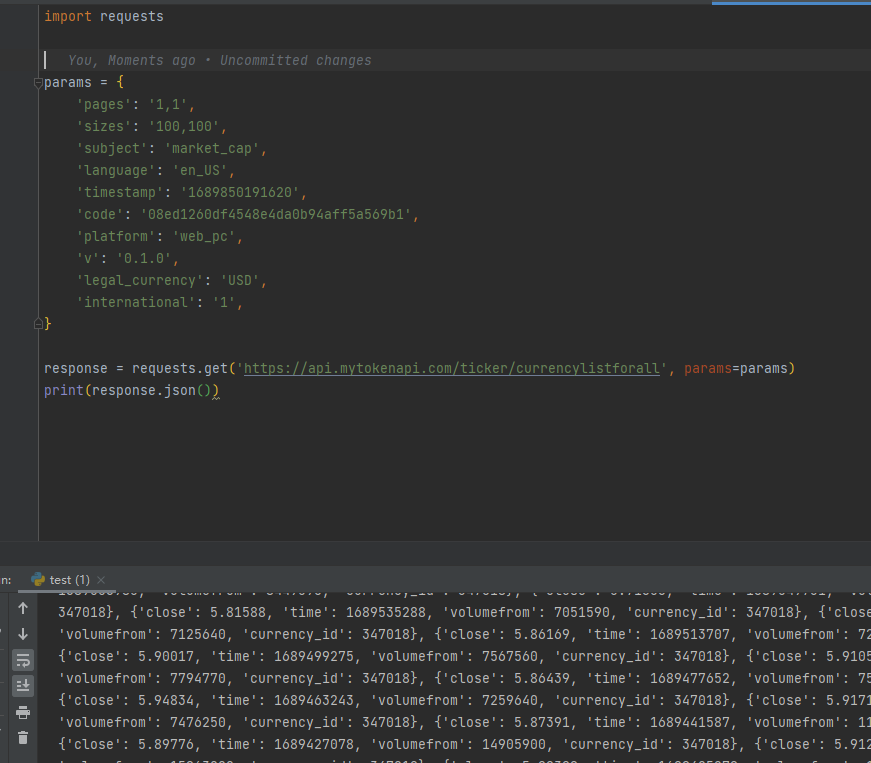 import requests
You, Moments ago • Uncommitted changes
params = {
'pages': '1,1',
'sizes': '100,100',
'subject': 'market_cap',
'language': 'en_US',
'timestamp': '1689850191620',
'code': '08ed1260df4548e4da0b94aff5a569b1',
'platform': 'web_pc',
'v': '0.1.0',
'legal_currency': 'USD',
'international': '1',
}
response = requests.get('https://api.mytokenapi.com/ticker/currencylistforall', params=params)
print(response.json())
n: test (1)
347018}, {'close': 5.81588, 'time': 1689535288, 'volumefrom': 7051590, 'currency_id': 347018}, {'close
'volumefrom': 7125640, 'currency_id': 347018}, {'close': 5.86169, 'time': 1689513707, 'volumefrom': 72
{'close': 5.90017, 'time': 1689499275, 'volumefrom': 7567560, 'currency_id': 347018}, {'close': 5.9105
'volumefrom': 7794770, 'currency_id': 347018}, {'close': 5.86439, 'time': 1689477652, 'volumefrom': 75
{'close': 5.94834, 'time': 1689463243, 'volumefrom': 7259640, 'currency_id': 347018}, {'close': 5.9171
'volumefrom': 7476250, 'currency_id': 347018}, {'close': 5.87391, 'time': 1689441587, 'volumefrom': 11
{'close': 5.89776, 'time': 1689427078, 'volumefrom': 14905900, 'currency_id': 347018}, {'close': 5.912